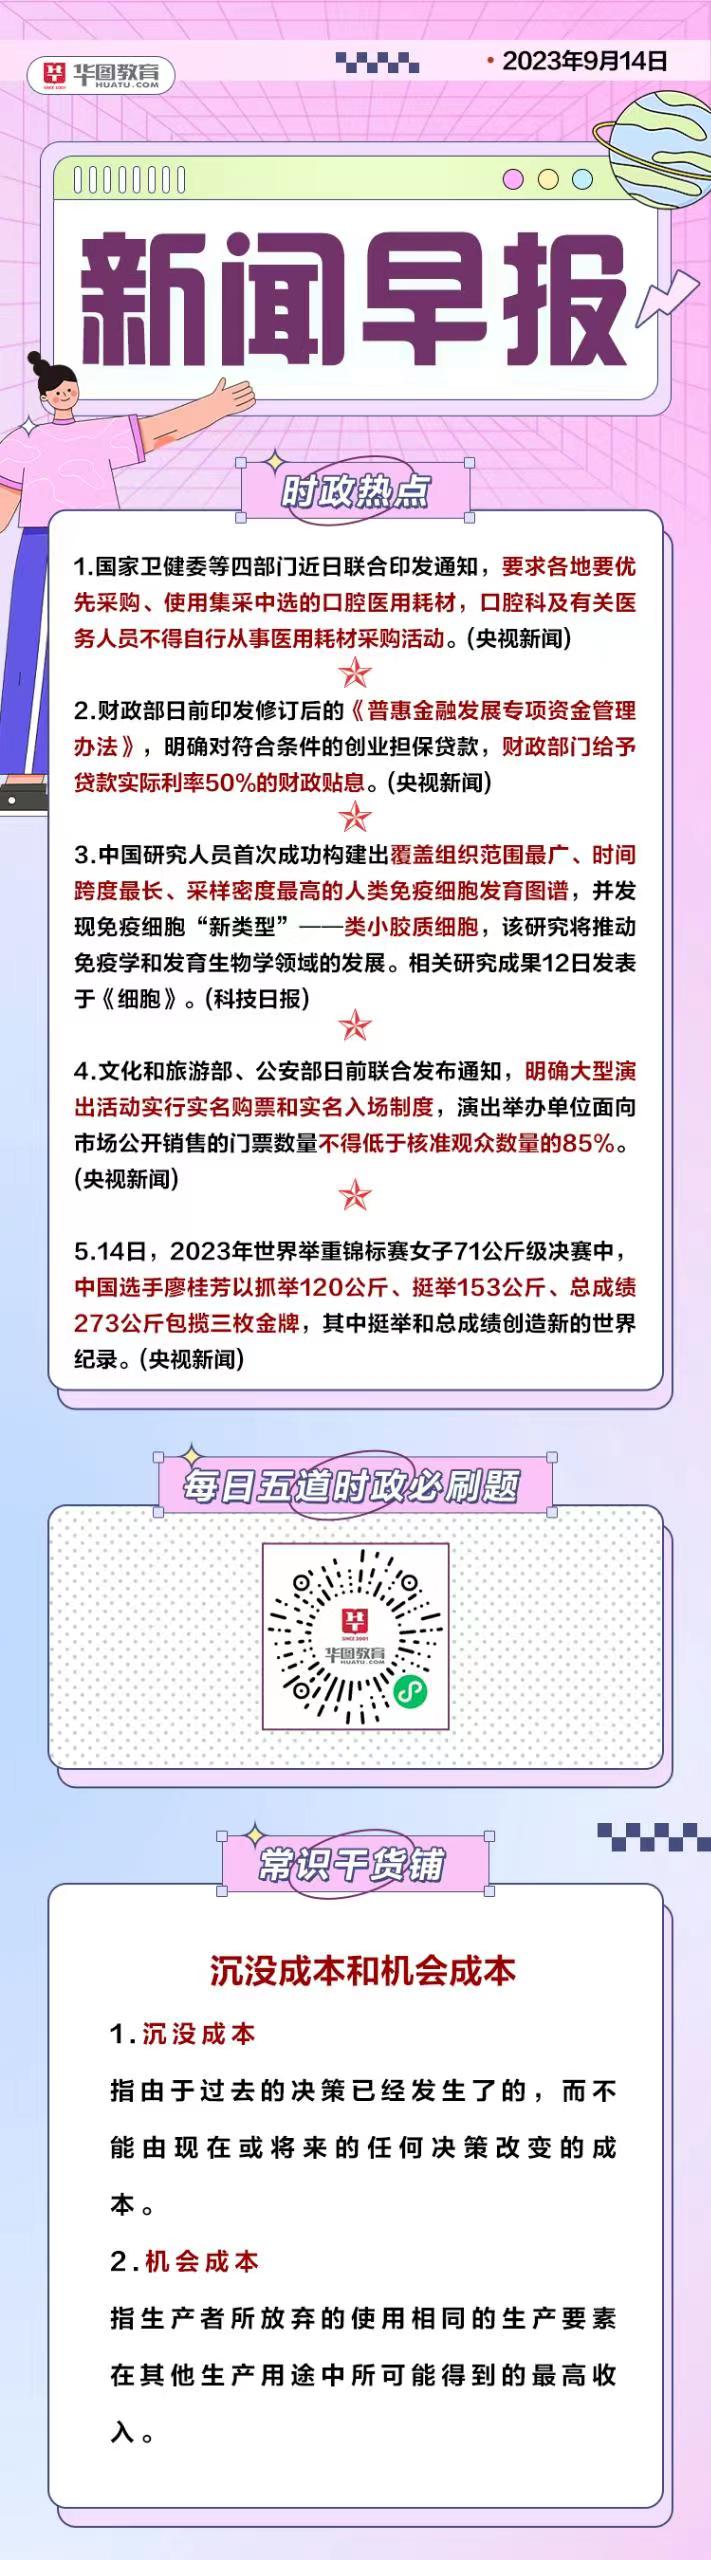 华图教育
HUATU.COM
SINCE 2001
2023年9月14日
新闻早报
时政热点
1.国家卫健委等四部门近日联合印发通知，要求各地要优
先采购、使用集采中选的口腔医用耗材，口腔科及有关医
务人员不得自行从事医用耗材采购活动。(央视新闻)
2.财政部日前印发修订后的《普惠金融发展专项资金管理
办法》，明确对符合条件的创业担保贷款，财政部门给予
贷款实际利率50%的财政贴息。(央视新闻)
3.中国研究人员首次成功构建出覆盖组织范围最广、时间
跨度最长、采样密度最高的人类免疫细胞发育图谱，并发
现免疫细胞“新类型”——类小胶质细胞，该研究将推动
免疫学和发育生物学领域的发展。相关研究成果12日发表
于《细胞》。(科技日报)
4.文化和旅游部、公安部日前联合发布通知，明确大型演
出活动实行实名购票和实名入场制度，演出举办单位面向
市场公开销售的门票数量不得低于核准观众数量的85%。
(央视新闻)
5.14日，2023年世界举重锦标赛女子71公斤级决赛中，
中国选手廖桂芳以抓举120公斤、挺举153公斤、总成绩
273公斤包揽三枚金牌，其中挺举和总成绩创造新的世界
纪录。(央视新闻)
每日五道时政必刷题
SINCE 2001
华图教育
HUATU.COM
常识干货铺
沉没成本和机会成本
1.沉没成本
指由于过去的决策已经发生了的，而不
能由现在或将来的任何决策改变的成
本。
2.机会成本
指生产者所放弃的使用相同的生产要素
在其他生产用途中所可能得到的最高收
入。